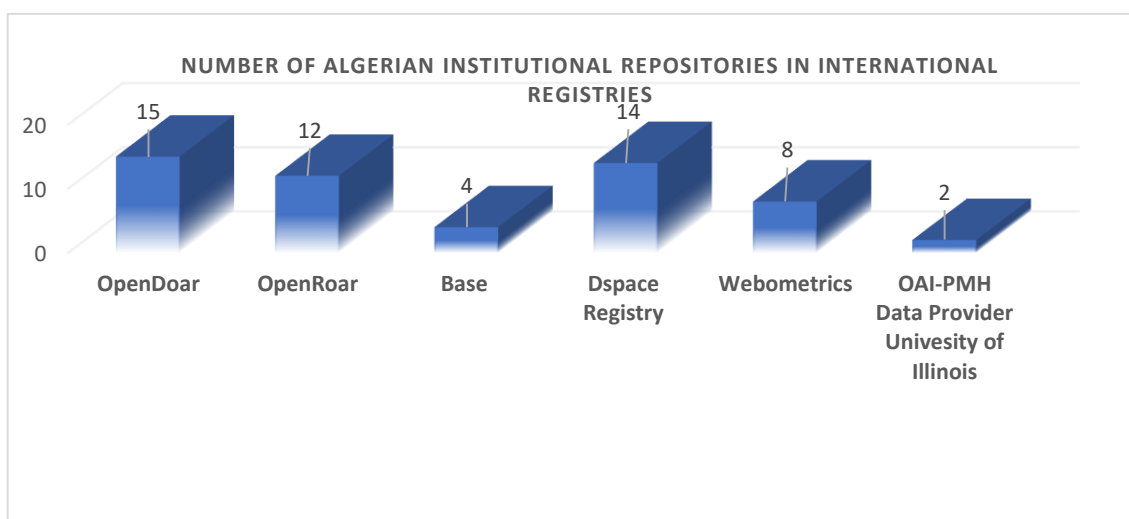 NUMBER OF ALGERIAN INSTITUTIONAL REPOSITORIES IN INTERNATIONAL
REGISTRIES
20
10
0
15
12
4
14
8
2
OpenDoar
OpenRoar
Base
Dspace
Registry
Webometrics
OAI-PMH
Data Provider
Univesity of
Illinois